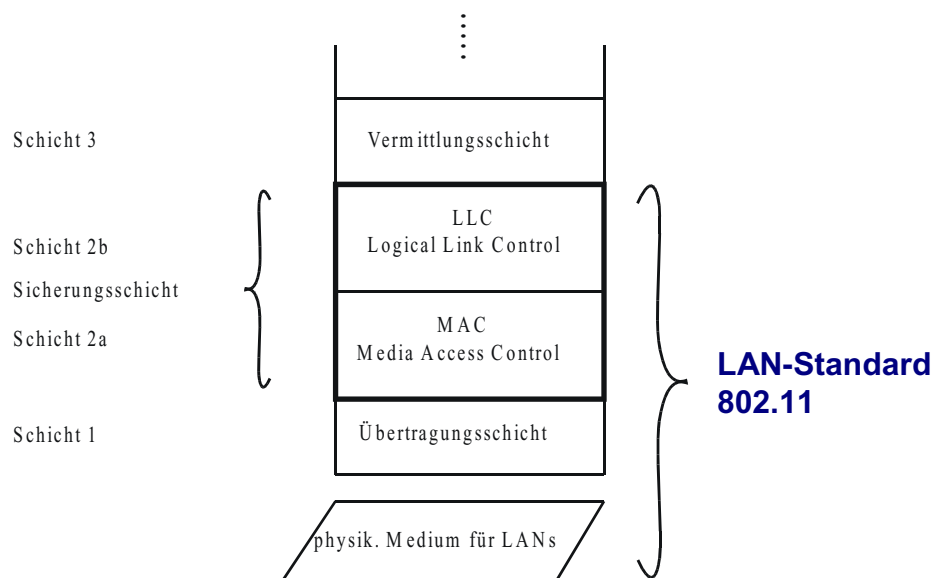 Schicht 3
Vermittlungsschicht
LLC
Schicht 2b
Logical Link Control
Sicherungsschicht
MAC
Schicht 2a
Media Access Control
LAN-Standard
802.11
Schicht 1
Übertragungsschicht
physik. Medium für LANs